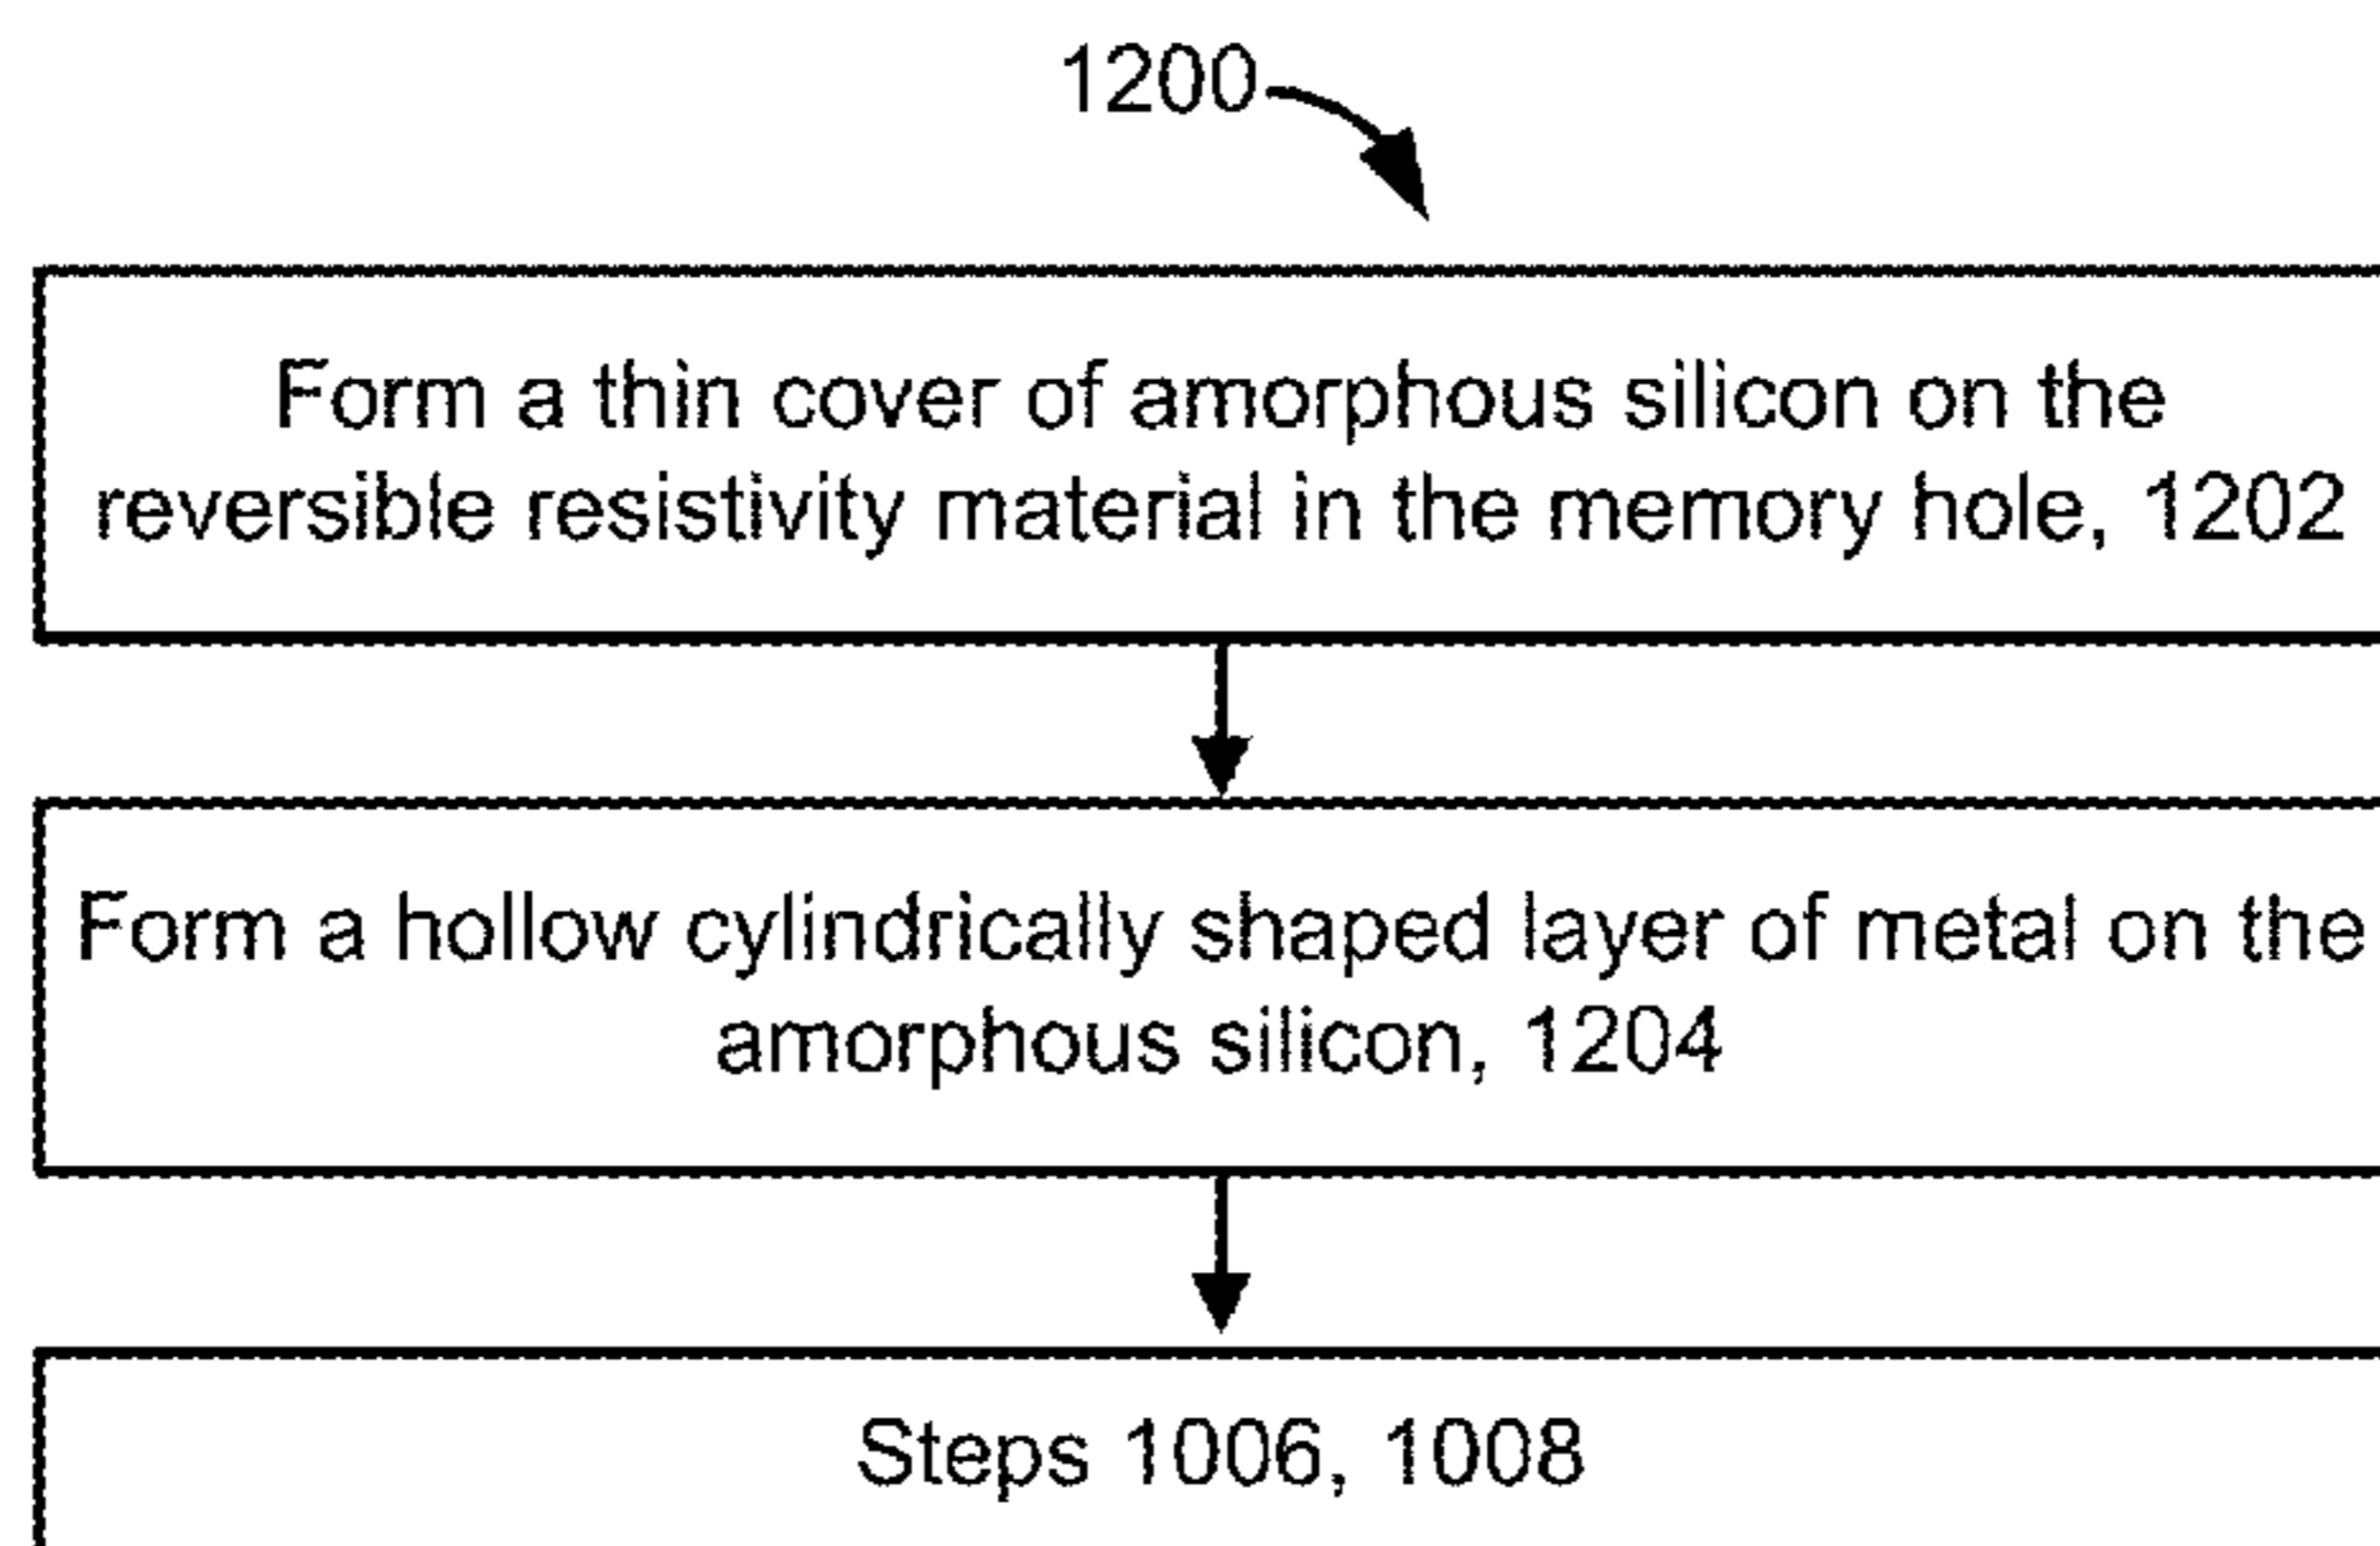 1200
Form a thin cover of amorphous silicon on the
reversible resistivity material in the memory hole, 1202
Form a hollow cylindrically shaped layer of metal on the
amorphous silicon, 1204
Steps 1006, 1008